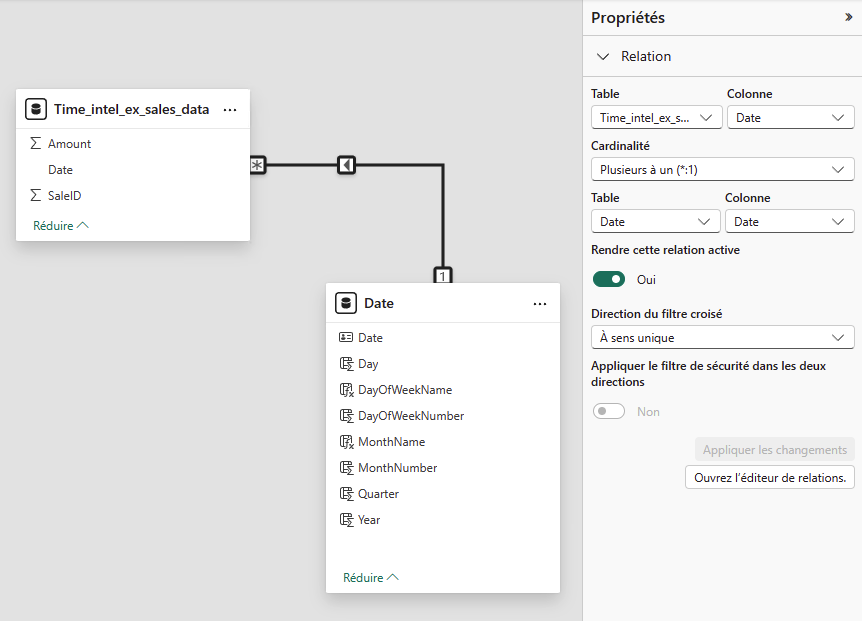 Propriétés
Relation
Table Colonne
Time_intel_ex_s... Date
Cardinalité
Plusieurs à un (*:1)
Table Colonne
Date Date
Rendre cette relation active
Oui
Direction du filtre croisé
À sens unique
Appliquer le filtre de sécurité dans les deux
directions
Non
Appliquer les changements
Ouvrez l'éditeur de relations.
Time_intel_ex_sales_data ...
Amount
Date
SaleID
Réduire
*
1
Date ...
Date
Day
DayOfWeekName
DayOfWeekNumber
MonthName
MonthNumber
Quarter
Year
Réduire